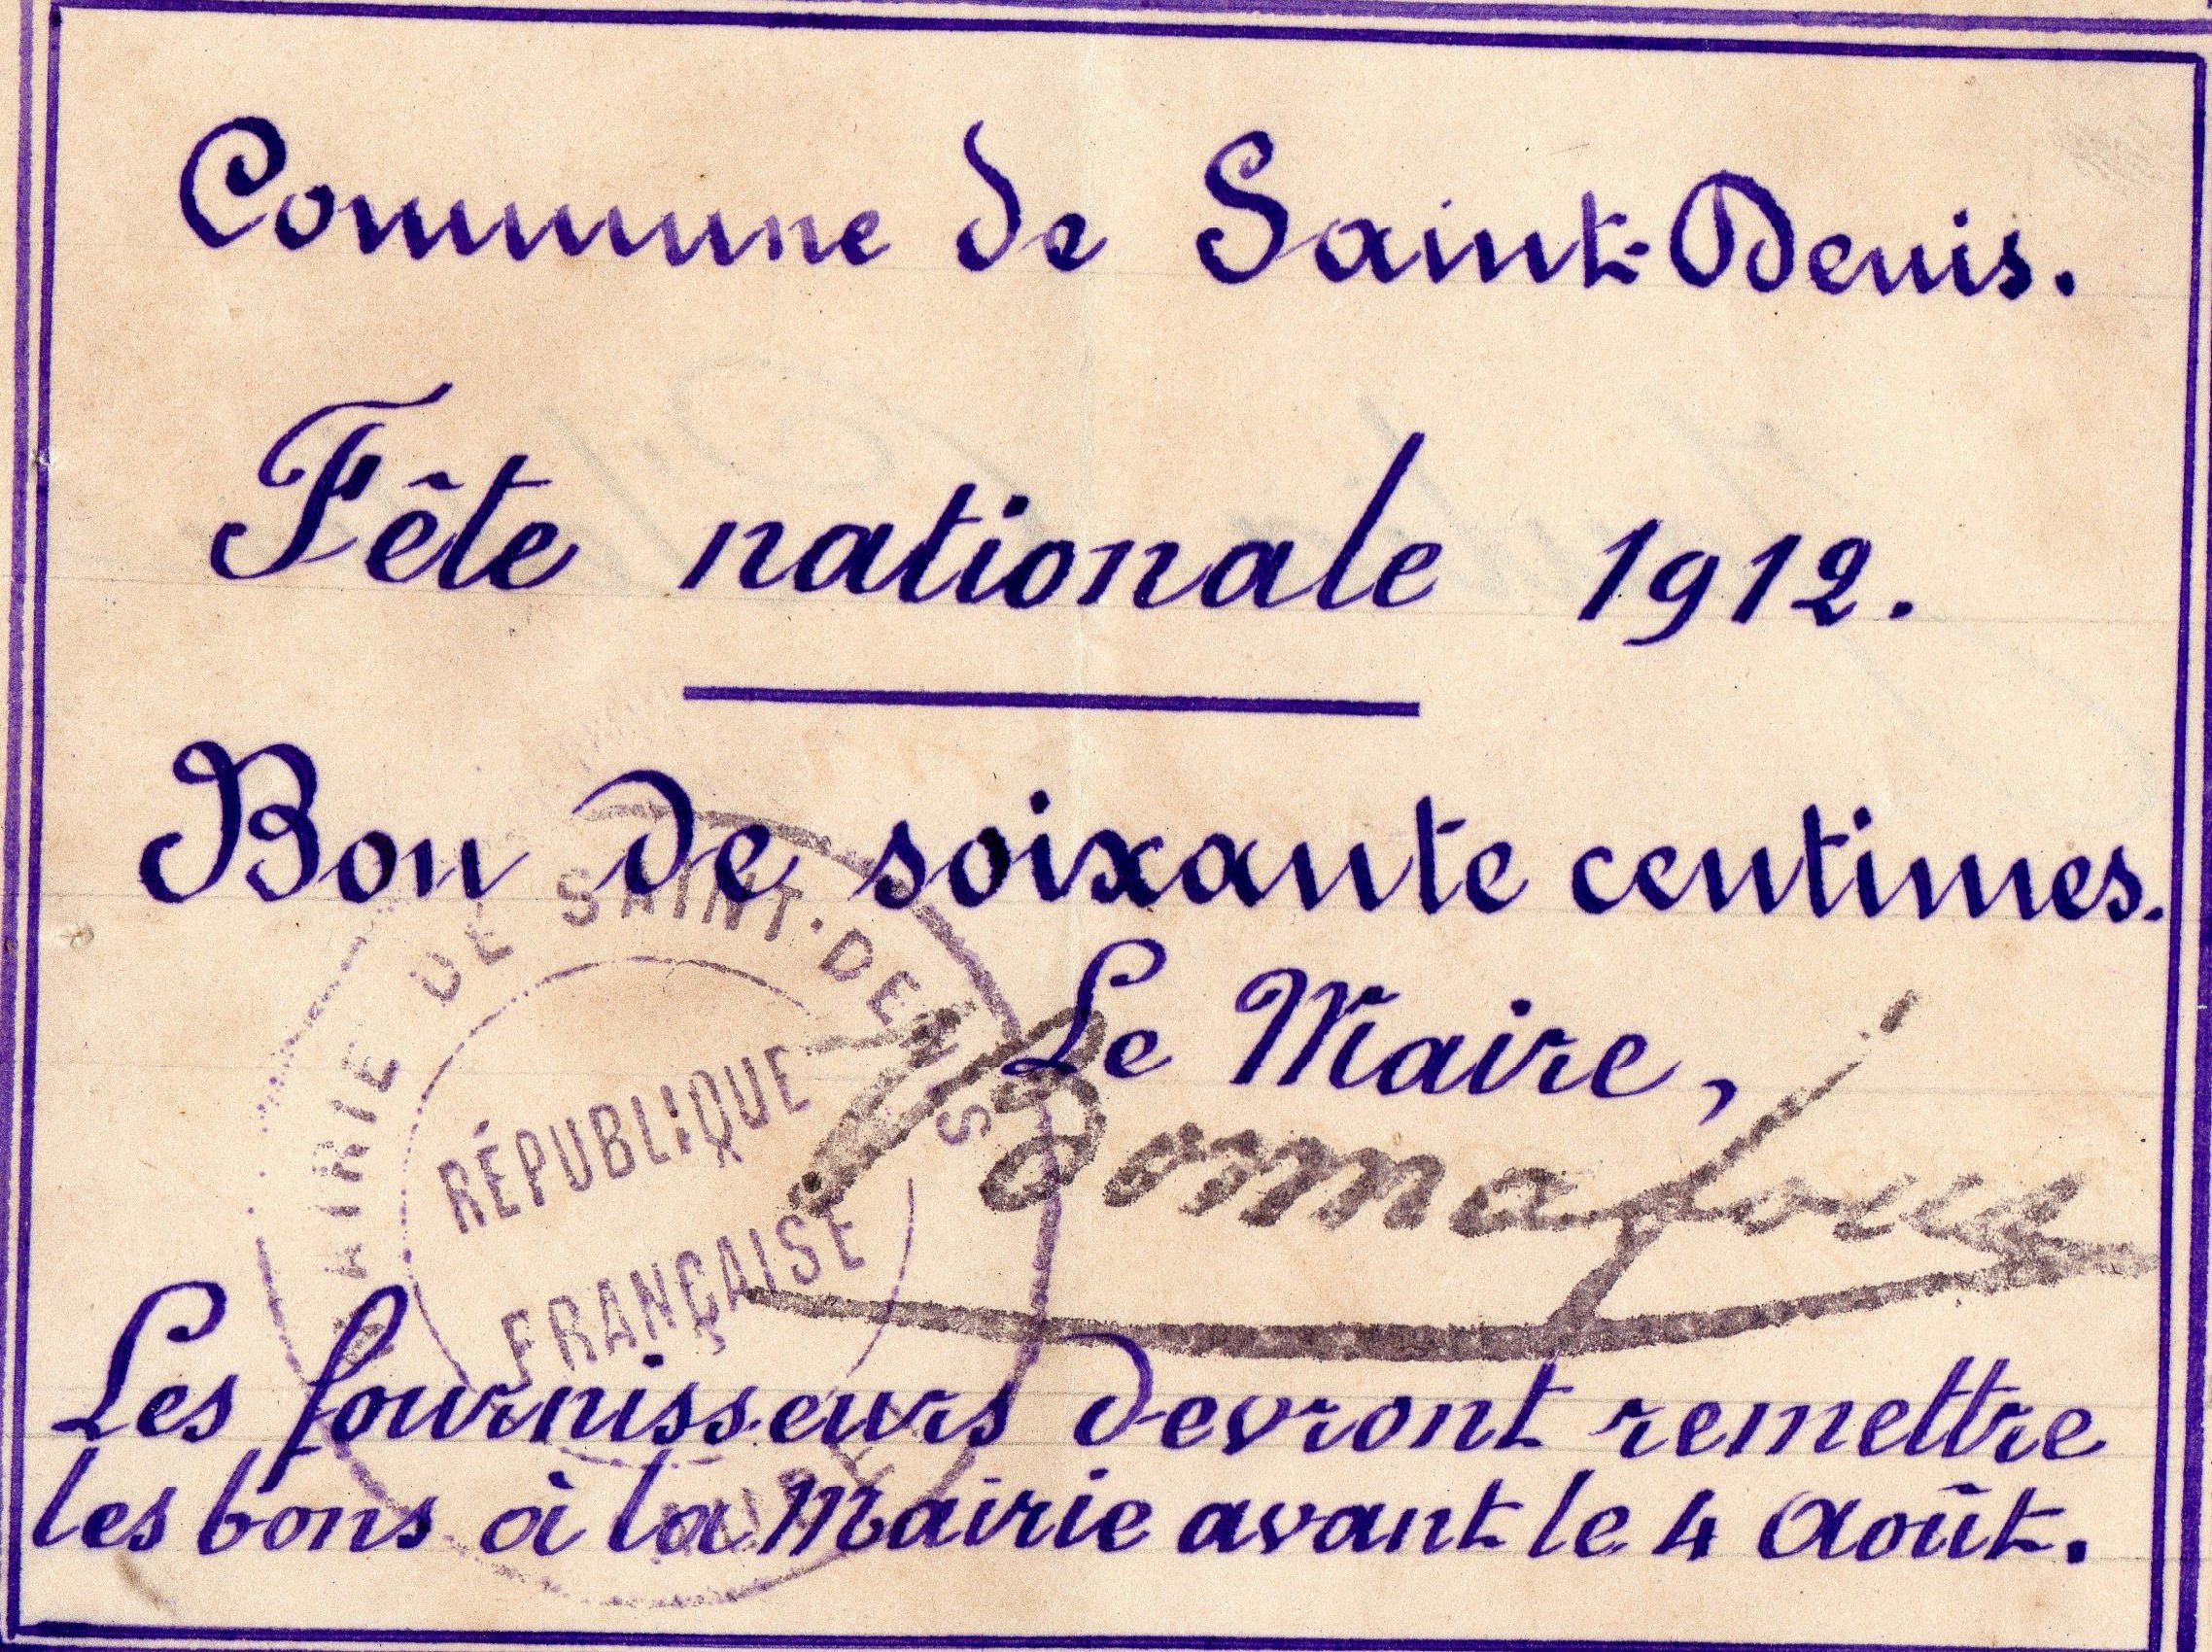 Commune de Saint-Denis.
Fête nationale 1912.
Bon de soixante centimes.
Le Maire,
MAIRIE DE SAINT-DENIS
RÉPUBLIQUE
FRANÇAISE
AUDE
Les fournisseurs devront remettre
les bons à la Mairie avant le 4 Août.